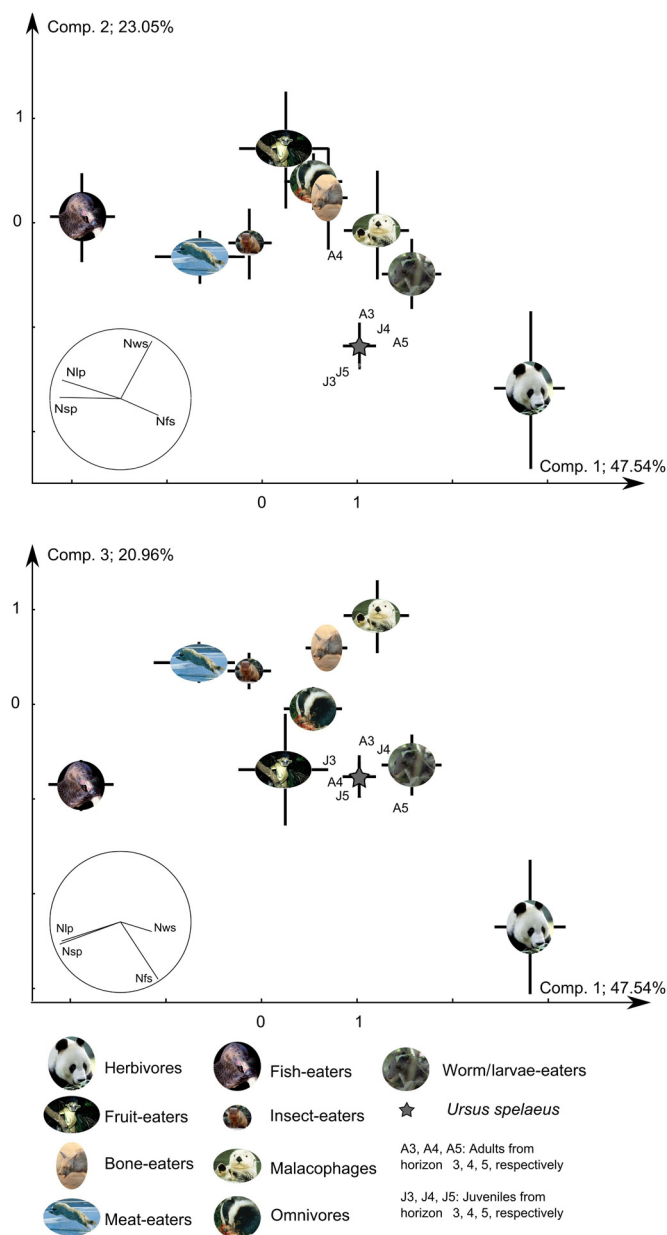 Comp. 2; 23.05%
1
0
A4
A3
J4
A5
J5
J3
Nws
Nlp
Nsp
Nfs
Comp. 1; 47.54%
0 1
Comp. 3; 20.96%
1
0
A3
J4
J3
A4
J5
A5
Nlp
Nsp
Nws
Nfs
Comp. 1; 47.54%
0 1
Herbivores
Fish-eaters
Worm/larvae-eaters
Fruit-eaters
Insect-eaters
Ursus spelaeus
Bone-eaters
Malacophages
A3, A4, A5: Adults from
horizon 3, 4, 5, respectively
Meat-eaters
Omnivores
J3, J4, J5: Juveniles from
horizon 3, 4, 5, respectively